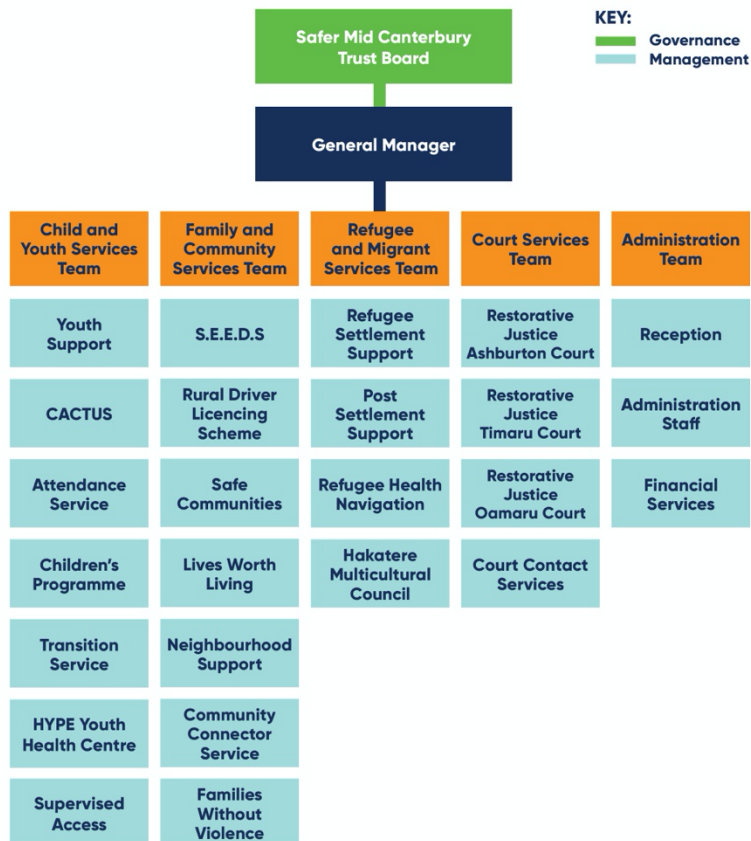 Safer Mid Canterbury
Trust Board
KEY:
Governance
Management
General Manager
Child and
Youth Services
Team
Family and
Community
Services Team
Refugee
and Migrant
Services Team
Court Services
Team
Administration
Team
Youth
Support
S.E.E.D.S
Refugee
Settlement
Support
Restorative
Justice
Ashburton Court
Reception
CACTUS
Rural Driver
Licencing
Scheme
Post
Settlement
Support
Restorative
Justice
Timaru Court
Administration
Staff
Attendance
Service
Safe
Communities
Refugee Health
Navigation
Restorative
Justice
Oamaru Court
Financial
Services
Children's
Programme
Lives Worth
Living
Hakatere
Multicultural
Council
Court Contact
Services
Transition
Service
Neighbourhood
Support
HYPE Youth
Health Centre
Community
Connector
Service
Supervised
Access
Families
Without
Violence